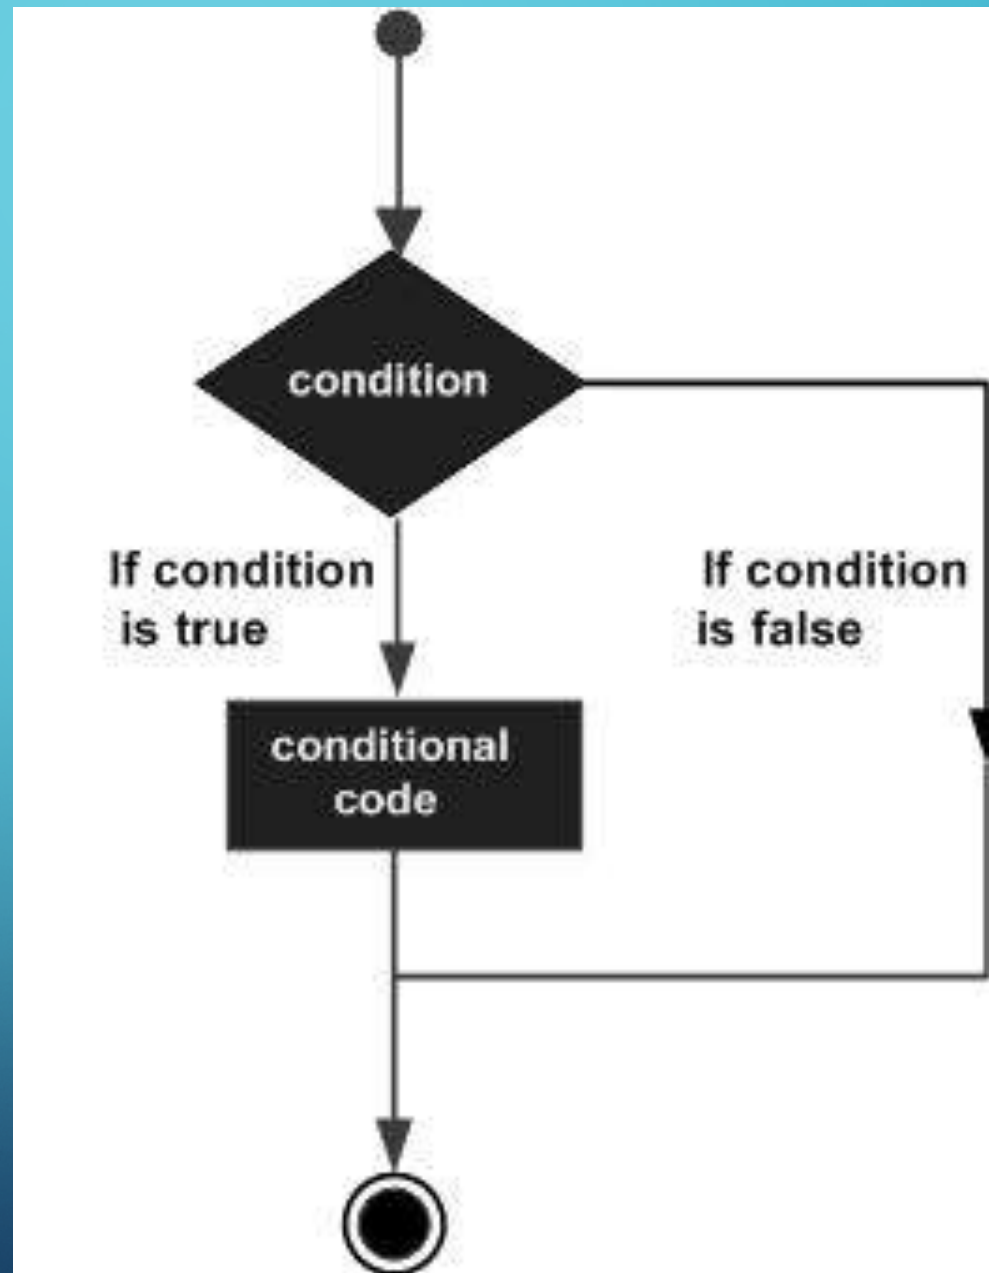 condition
If condition
is true
If condition
is false
conditional
code